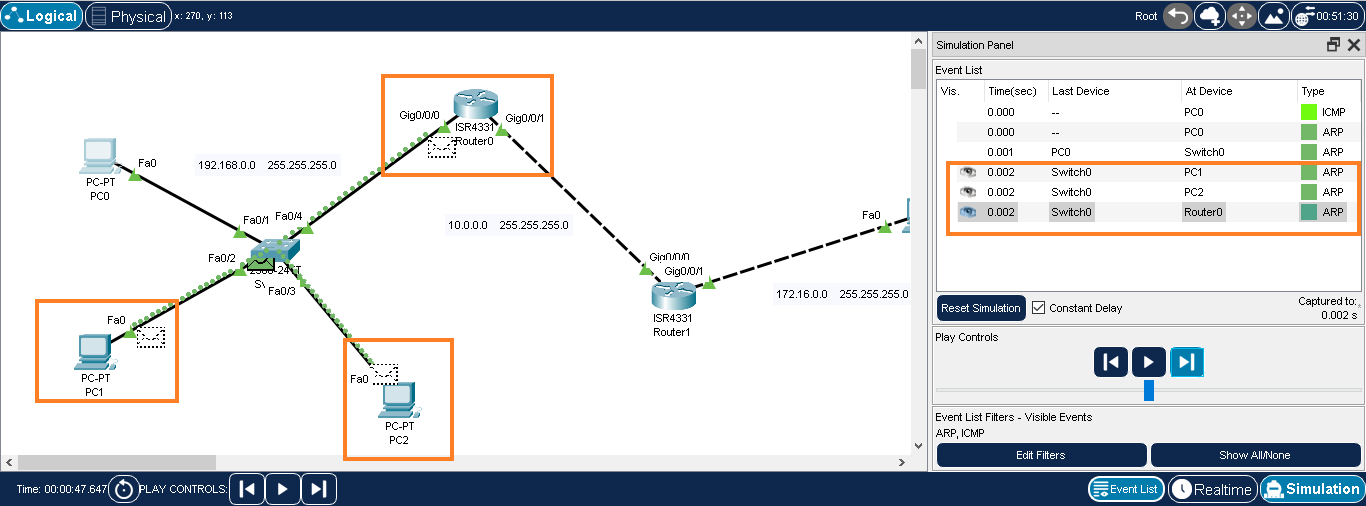 Logical Physical x: 270, y: 113 Root 00:51:30
Simulation Panel
Event List
Vis. Time(sec) Last Device At Device Type
0.000 -- PC0 ICMP
0.000 -- PC0 ARP
0.001 PC0 Switch0 ARP
0.002 Switch0 PC1 ARP
0.002 Switch0 PC2 ARP
0.002 Switch0 Router0 ARP
Reset Simulation Constant Delay Captured to:*
0.002 s
Play Controls
Event List Filters - Visible Events
ARP, ICMP
Edit Filters Show All/None
Gig0/0/0 Gig0/0/1
ISR4331
Router0
Fa0
PC-PT
PC0
192.168.0.0 255.255.255.0
Fa0/1 Fa0/4
10.0.0.0 255.255.255.0
Fa0
Fa0/2
Fa0/3
Gig0/0/0
Gig0/0/1
172.16.0.0 255.255.255.0
ISR4331
Router1
Fa0
PC-PT
PC1
Fa0
PC-PT
PC2
Time: 00:00:47.647 PLAY CONTROLS: Event List Realtime Simulation